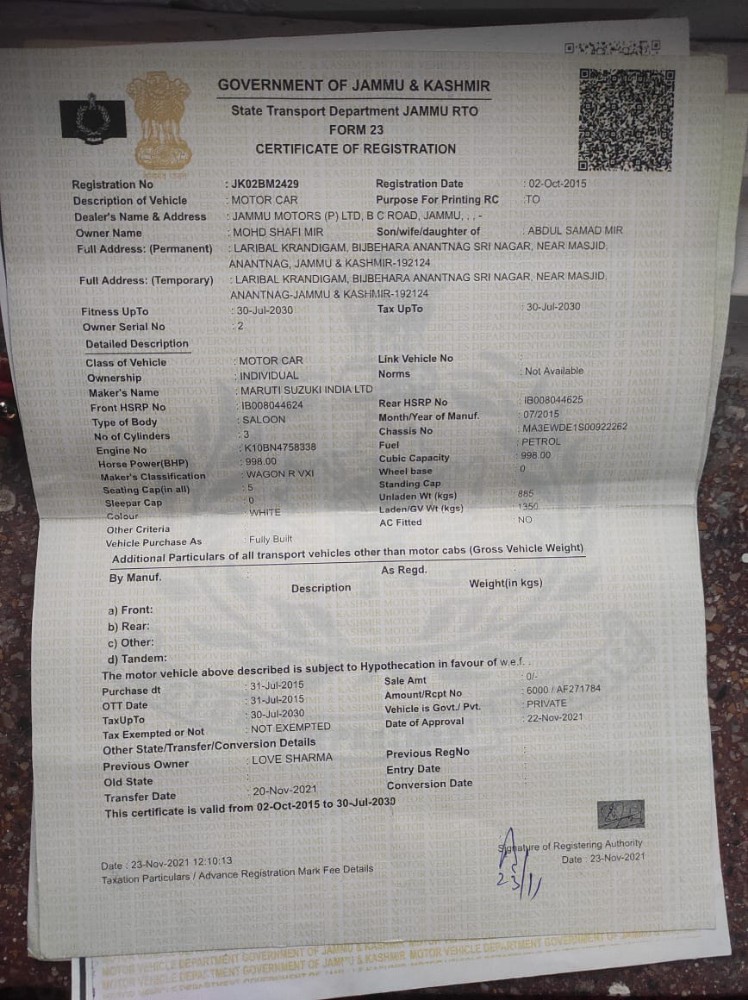 GOVERNMENT OF JAMMU & KASHMIR
State Transport Department JAMMU RTO
FORM 23
CERTIFICATE OF REGISTRATION
Registration No : JK02BM2429 Registration Date : 02-Oct-2015
Description of Vehicle : MOTOR CAR Purpose For Printing RC : TO
Dealer's Name & Address : JAMMU MOTORS (P) LTD, B C ROAD, JAMMU, , , -
Owner Name : MOHD SHAFI MIR Son/wife/daughter of : ABDUL SAMAD MIR
Full Address: (Permanent) : LARIBAL KRANDIGAM, BIJBEHARA ANANTNAG SRI NAGAR, NEAR MASJID,
ANANTNAG, JAMMU & KASHMIR-192124
Full Address: (Temporary) : LARIBAL KRANDIGAM, BIJBEHARA ANANTNAG SRI NAGAR, NEAR MASJID,
ANANTNAG-JAMMU & KASHMIR-192124
Fitness UpTo : 30-Jul-2030 Tax UpTo : 30-Jul-2030
Owner Serial No : 2
Detailed Description
Class of Vehicle : MOTOR CAR Link Vehicle No
Ownership : INDIVIDUAL Norms : Not Available
Maker's Name : MARUTI SUZUKI INDIA LTD
Front HSRP No : IB008044624 Rear HSRP No : IB008044625
Type of Body : SALOON Month/Year of Manuf. : 07/2015
No of Cylinders : 3 Chassis No : MA3EWDE1S00922262
Engine No : K10BN4758338 Fuel : PETROL
Horse Power(BHP) : 998.00 Cubic Capacity : 998.00
Maker's Classification : WAGON R VXI Wheel base : 0
Seating Cap(in all) : 5 Standing Cap
Sleepar Cap : 0 Unladen Wt (kgs) : 885
Colour : WHITE Laden/GV Wt (kgs) : 1350
Other Criteria AC Fitted : NO
Vehicle Purchase As : Fully Built
Additional Particulars of all transport vehicles other than motor cabs (Gross Vehicle Weight)
By Manuf. As Regd.
Description Weight(in kgs)
a) Front:
b) Rear:
c) Other:
d) Tandem:
The motor vehicle above described is subject to Hypothecation in favour of w.e.f. .
Purchase dt : 31-Jul-2015 Sale Amt : 0/-
OTT Date : 31-Jul-2015 Amount/Rcpt No : 6000 / AF271784
TaxUpTo : 30-Jul-2030 Vehicle is Govt./ Pvt. : PRIVATE
Tax Exempted or Not : NOT EXEMPTED Date of Approval : 22-Nov-2021
Other State/Transfer/Conversion Details
Previous Owner : LOVE SHARMA Previous RegNo :
Old State : Entry Date :
Transfer Date : 20-Nov-2021 Conversion Date :
This certificate is valid from 02-Oct-2015 to 30-Jul-2030
Signature of Registering Authority
Date : 23-Nov-2021
23/11
Date : 23-Nov-2021 12:10:13
Taxation Particulars / Advance Registration Mark Fee Details
MOTOR VEHICLE DEPARTMENT GOVERNMENT OF JAMMU & KASHMIR MOTOR VEHICLE DEPARTMENT GOVERNMENT OF JAMMU
MOTOR VEHICLE DEPARTMENT GOVERNMENT OF JAMMU & KASHMIR MOTOR VEHICLE DEPARTMENT GOVERNMENT OF JAMMU